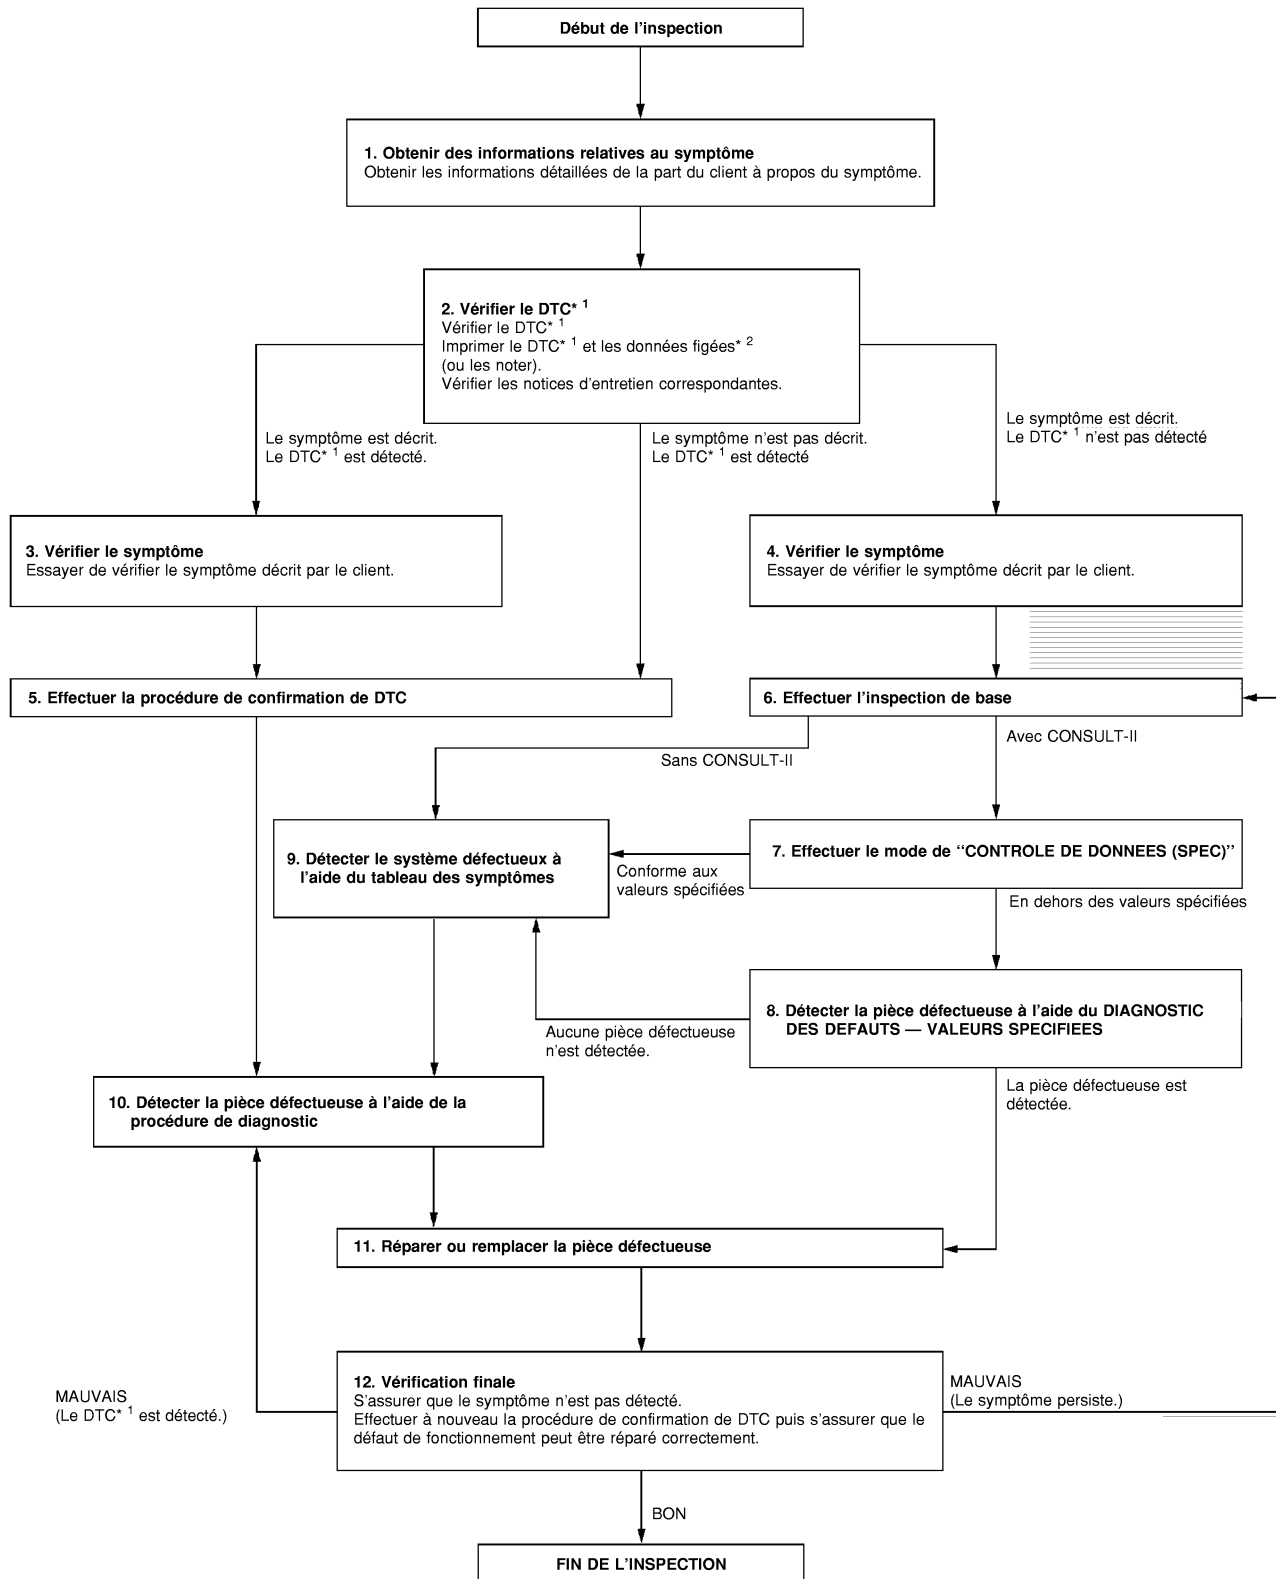 Début de l'inspection
1. Obtenir des informations relatives au symptôme
Obtenir les informations détaillées de la part du client à propos du symptôme.
2. Vérifier le DTC* 1
Vérifier le DTC* 1
Imprimer le DTC* 1 et les données figées* 2
(ou les noter).
Vérifier les notices d'entretien correspondantes.
Le symptôme est décrit.
Le DTC* 1 est détecté.
Le symptôme n'est pas décrit.
Le DTC* 1 est détecté
Le symptôme est décrit.
Le DTC* 1 n'est pas détecté
3. Vérifier le symptôme
Essayer de vérifier le symptôme décrit par le client.
4. Vérifier le symptôme
Essayer de vérifier le symptôme décrit par le client.
5. Effectuer la procédure de confirmation de DTC
6. Effectuer l'inspection de base
Sans CONSULT-II
Avec CONSULT-II
9. Détecter le système défectueux à
l'aide du tableau des symptômes
Conforme aux
valeurs spécifiées
7. Effectuer le mode de “CONTROLE DE DONNEES (SPEC)”
En dehors des valeurs spécifiées
8. Détecter la pièce défectueuse à l'aide du DIAGNOSTIC
DES DEFAUTS — VALEURS SPECIFIEES
Aucune pièce défectueuse
n'est détectée.
La pièce défectueuse est
détectée.
10. Détecter la pièce défectueuse à l'aide de la
procédure de diagnostic
11. Réparer ou remplacer la pièce défectueuse
12. Vérification finale
S'assurer que le symptôme n'est pas détecté.
Effectuer à nouveau la procédure de confirmation de DTC puis s'assurer que le
défaut de fonctionnement peut être réparé correctement.
MAUVAIS
(Le DTC* 1 est détecté.)
MAUVAIS
(Le symptôme persiste.)
BON
FIN DE L'INSPECTION